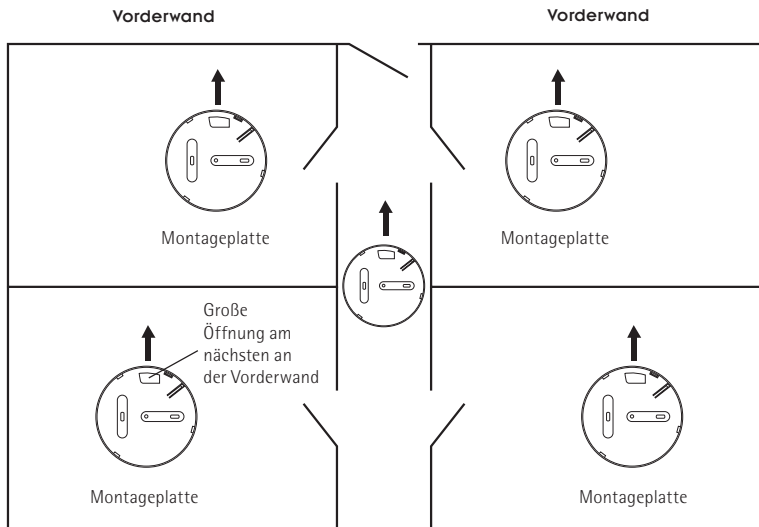 Vorderwand
Vorderwand
Montageplatte
Montageplatte
Große
Öffnung am
nächsten an
der Vorderwand
Montageplatte
Montageplatte